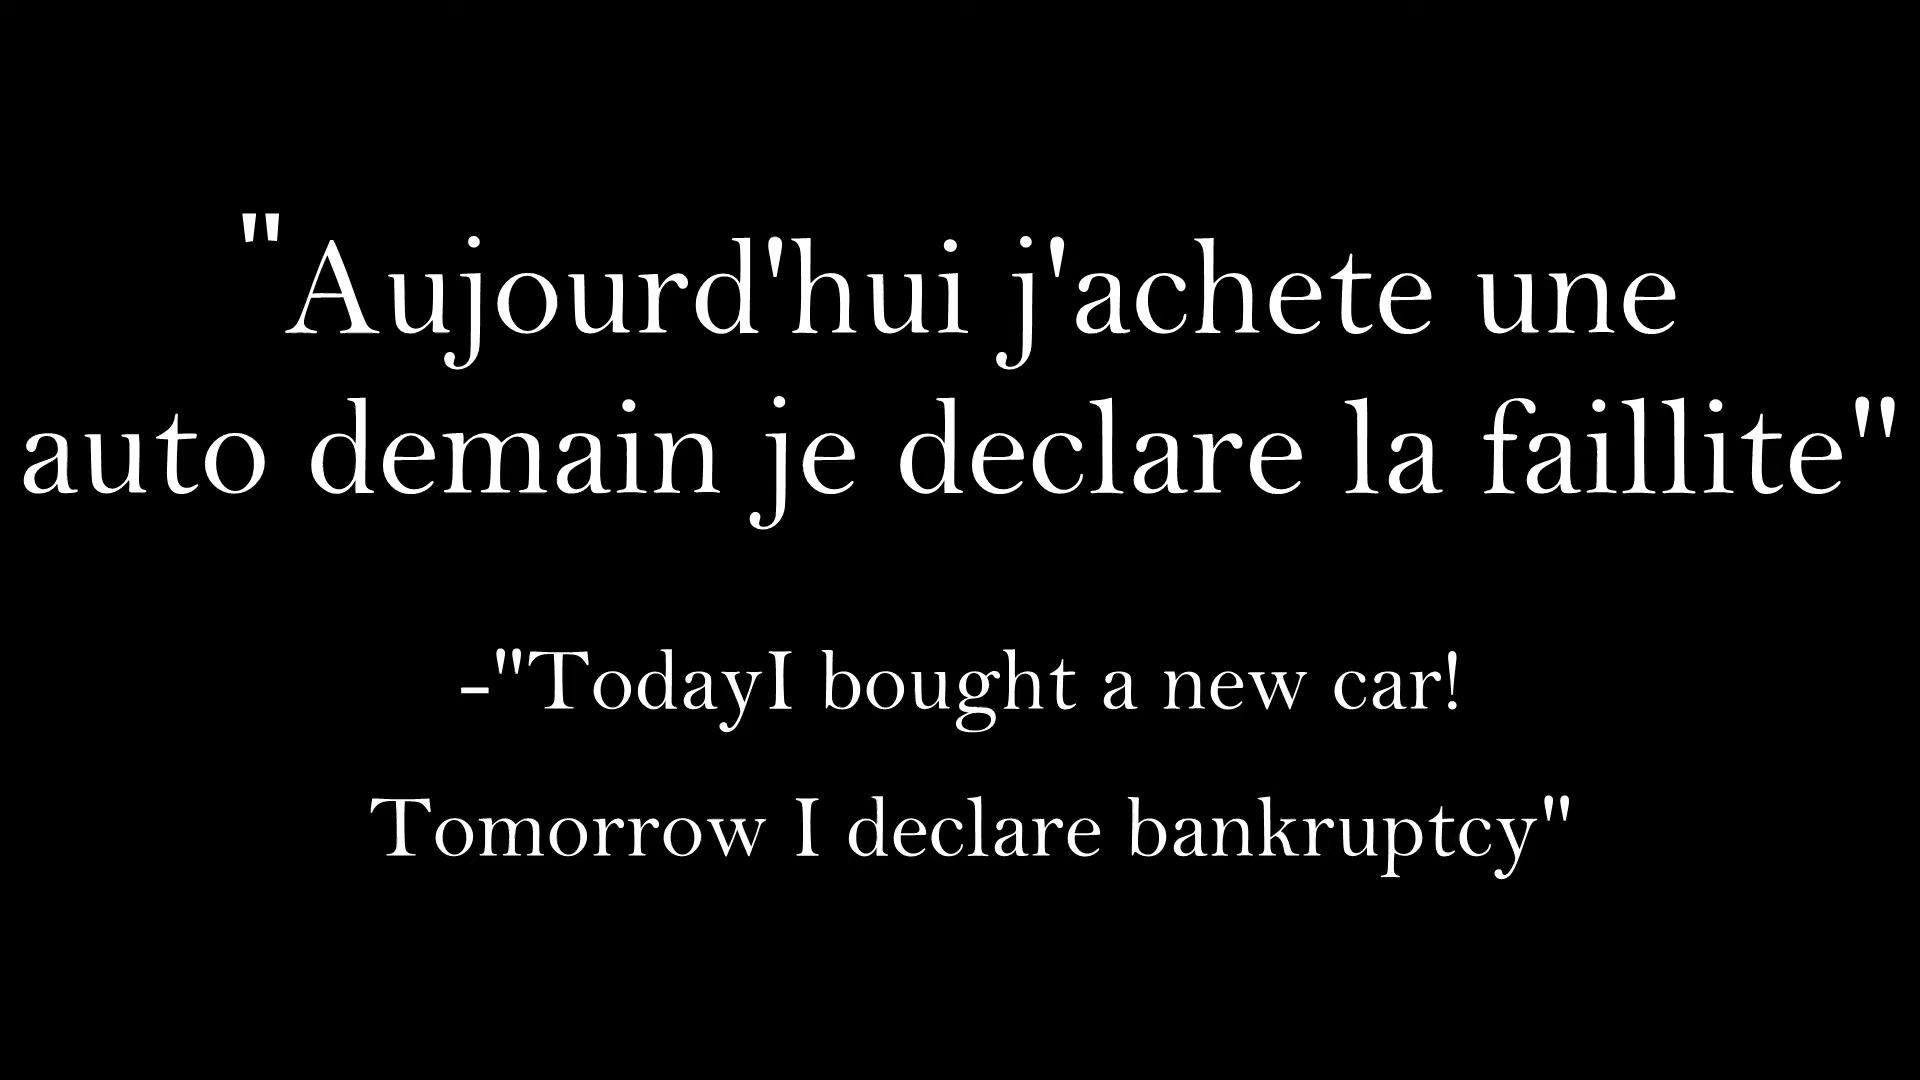 "Aujourd'hui j'achete une
auto demain je declare la faillite"
-"TodayI bought a new car!
Tomorrow I declare bankruptcy"